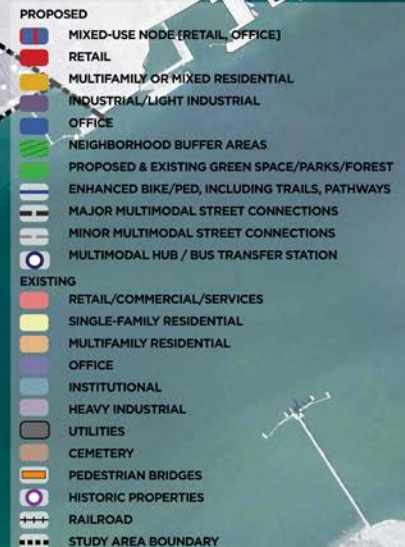 PROPOSED
MIXED-USE NODE [RETAIL, OFFICE]
RETAIL
MULTIFAMILY OR MIXED RESIDENTIAL
INDUSTRIAL/LIGHT INDUSTRIAL
OFFICE
NEIGHBORHOOD BUFFER AREAS
PROPOSED & EXISTING GREEN SPACE/PARKS/FOREST
ENHANCED BIKE/PED, INCLUDING TRAILS, PATHWAYS
MAJOR MULTIMODAL STREET CONNECTIONS
MINOR MULTIMODAL STREET CONNECTIONS
MULTIMODAL HUB / BUS TRANSFER STATION
EXISTING
RETAIL/COMMERCIAL/SERVICES
SINGLE-FAMILY RESIDENTIAL
MULTIFAMILY RESIDENTIAL
OFFICE
INSTITUTIONAL
HEAVY INDUSTRIAL
UTILITIES
CEMETERY
PEDESTRIAN BRIDGES
HISTORIC PROPERTIES
RAILROAD
STUDY AREA BOUNDARY